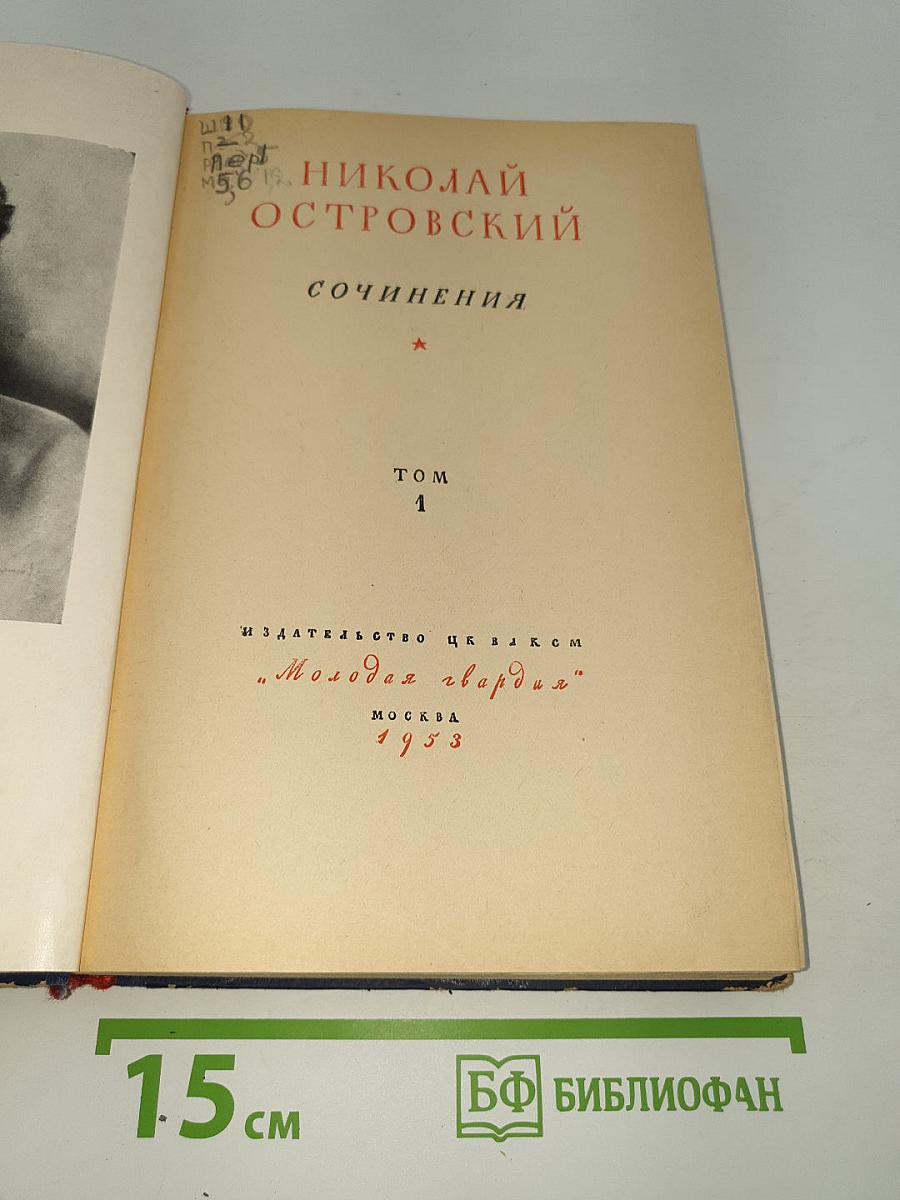 НИКОЛАЙ
ОСТРОВСКИЙ
СОЧИНЕНИЯ
ТОМ
1
ИЗДАТЕЛЬСТВО ЦК ВЛКСМ
„Молодая гвардия"
МОСКВА
1953
15 см
БФ БИБЛИОФАН